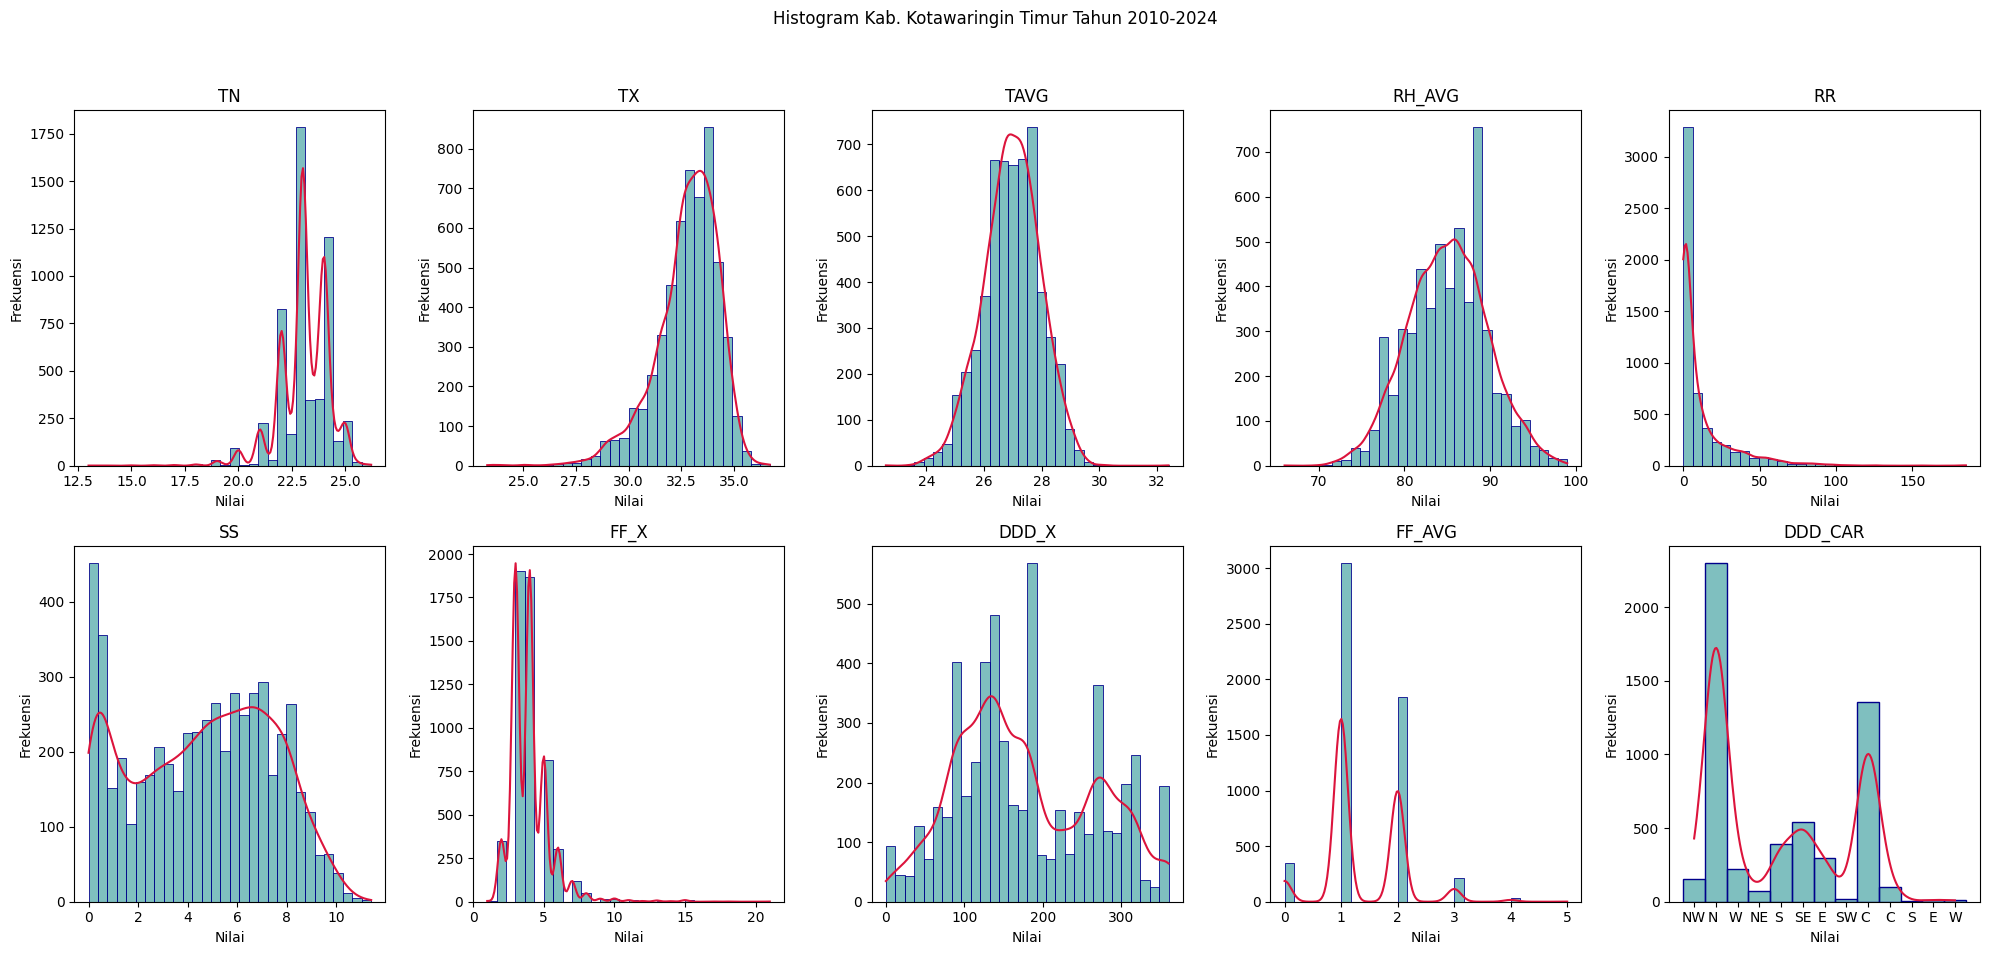 Histogram Kab. Kotawaringin Timur Tahun 2010-2024
TN
Frekuensi
1750
1500
1250
1000
750
500
250
0
12.5 15.0 17.5 20.0 22.5 25.0
Nilai
TX
Frekuensi
800
700
600
500
400
300
200
100
0
25.0 27.5 30.0 32.5 35.0
Nilai
TAVG
Frekuensi
700
600
500
400
300
200
100
0
24 26 28 30 32
Nilai
RH_AVG
Frekuensi
700
600
500
400
300
200
100
0
70 80 90 100
Nilai
RR
Frekuensi
3000
2500
2000
1500
1000
500
0
0 50 100 150
Nilai
SS
Frekuensi
400
300
200
100
0
0 2 4 6 8 10
Nilai
FF_X
Frekuensi
2000
1750
1500
1250
1000
750
500
250
0
0 5 10 15 20
Nilai
DDD_X
Frekuensi
500
400
300
200
100
0
0 100 200 300
Nilai
FF_AVG
Frekuensi
3000
2500
2000
1500
1000
500
0
0 1 2 3 4 5
Nilai
DDD_CAR
Frekuensi
2000
1500
1000
500
0
NW N W NE S SE E SW C C S E W
Nilai